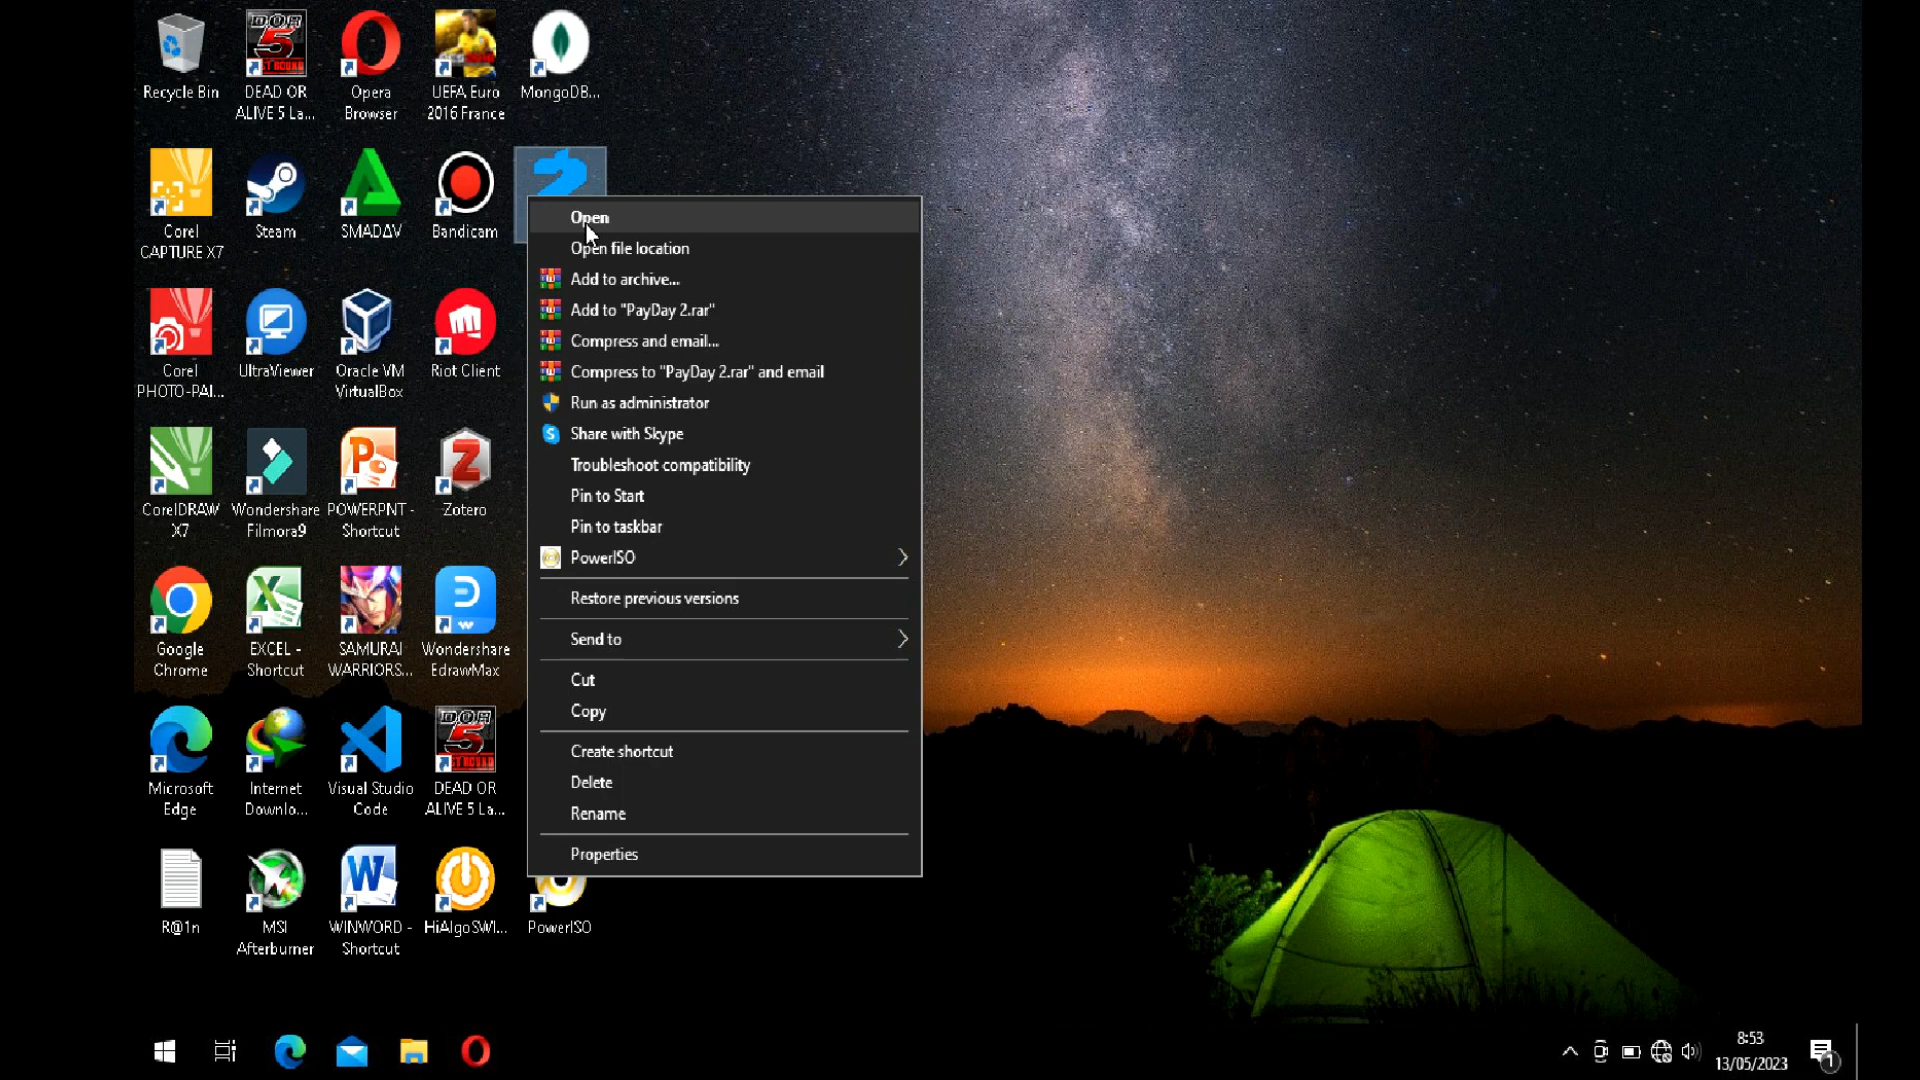 Recycle Bin
DEAD OR
ALIVE 5 La...
Opera
Browser
UEFA Euro
2016 France
MongoDB...
Corel
CAPTURE X7
Steam
SMADΔV
Bandicam
Corel
PHOTO-PAI...
UltraViewer
Oracle VM
VirtualBox
Riot Client
CorelDRAW
X7
Wondershare
Filmora9
POWERPNT -
Shortcut
Zotero
Google
Chrome
EXCEL -
Shortcut
SAMURAI
WARRIORS...
Wondershare
EdrawMax
Microsoft
Edge
Internet
Downlo...
Visual Studio
Code
DEAD OR
ALIVE 5 La...
R@1n
MSI
Afterburner
WINWORD -
Shortcut
HiAlgoSWI...
PowerISO
Open
Open file location
Add to archive...
Add to "PayDay 2.rar"
Compress and email...
Compress to "PayDay 2.rar" and email
Run as administrator
Share with Skype
Troubleshoot compatibility
Pin to Start
Pin to taskbar
PowerISO
Restore previous versions
Send to
Cut
Copy
Create shortcut
Delete
Rename
Properties
8:53
13/05/2023
1